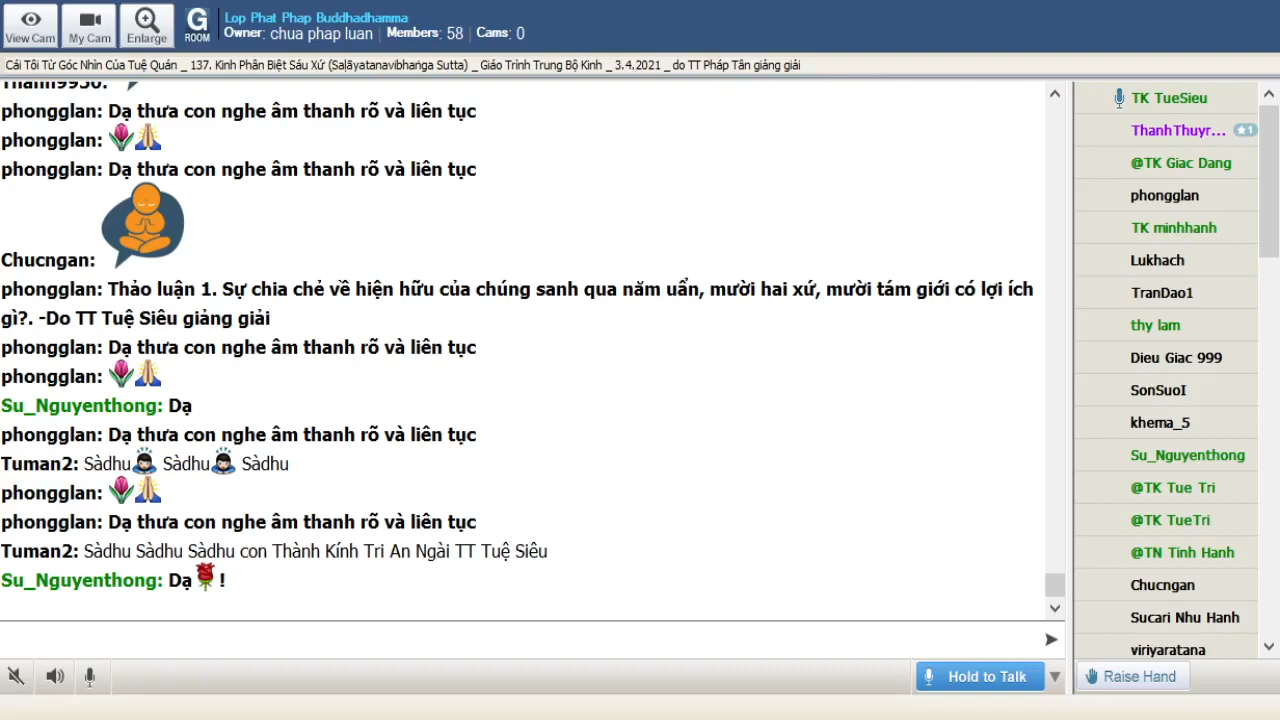 View Cam
My Cam
Enlarge
G
ROOM
Lop Phat Phap Buddhadhamma
Owner: chua phap luan | Members: 58 | Cams: 0
Cái Tôi Từ Góc Nhìn Của Tuệ Quán _ 137. Kinh Phân Biệt Sáu Xứ (Saḷāyatanavibhaṅga Sutta) _ Giáo Trình Trung Bộ Kinh _ 3.4.2021 _ do TT Pháp Tân giảng giải
phongglan: Dạ thưa con nghe âm thanh rõ và liên tục
phongglan:
phongglan: Dạ thưa con nghe âm thanh rõ và liên tục
Chucngan:
phongglan: Thảo luận 1. Sự chia chẻ về hiện hữu của chúng sanh qua năm uẩn, mười hai xứ, mười tám giới có lợi ích
gì?. -Do TT Tuệ Siêu giảng giải
phongglan: Dạ thưa con nghe âm thanh rõ và liên tục
phongglan:
Su_Nguyenthong: Dạ
phongglan: Dạ thưa con nghe âm thanh rõ và liên tục
Tuman2: Sàdhu Sàdhu Sàdhu
phongglan:
phongglan: Dạ thưa con nghe âm thanh rõ và liên tục
Tuman2: Sàdhu Sàdhu Sàdhu con Thành Kính Tri An Ngài TT Tuệ Siêu
Su_Nguyenthong: Dạ !
TK TueSieu
ThanhThuyr... 1
@TK Giac Dang
phongglan
TK minhhanh
Lukhach
TranDao1
thy lam
Dieu Giac 999
SonSuoI
khema_5
Su_Nguyenthong
@TK Tue Tri
@TK TueTri
@TN Tinh Hanh
Chucngan
Sucari Nhu Hanh
viriyaratana
Hold to Talk
Raise Hand